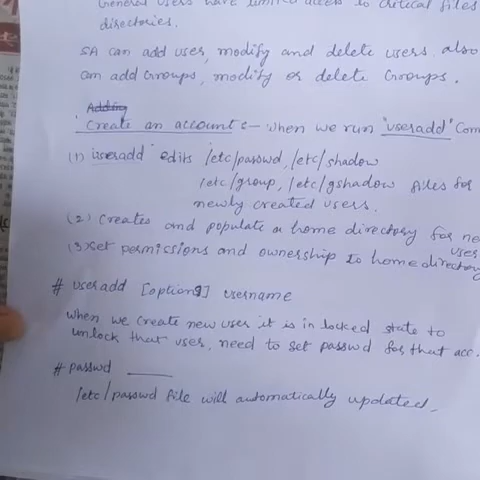 General users have limited access to critical files
directories.
SA can add user, modify and delete users, also
can add Groups, modify or delete Groups.
Adding
Create an account :- when we run "useradd" Com
(1) useradd edits /etc/passwd, /etc/shadow
/etc/group, /etc/gshadow files for
newly created users.
(2) Creates and populate a home directory for ne
user
(3) set permissions and ownership to home directory
# useradd [options] username
when we create new user it is in locked state to
unlock that user, need to set passwd for that acc.
# passwd ____
/etc/passwd file will automatically updated.